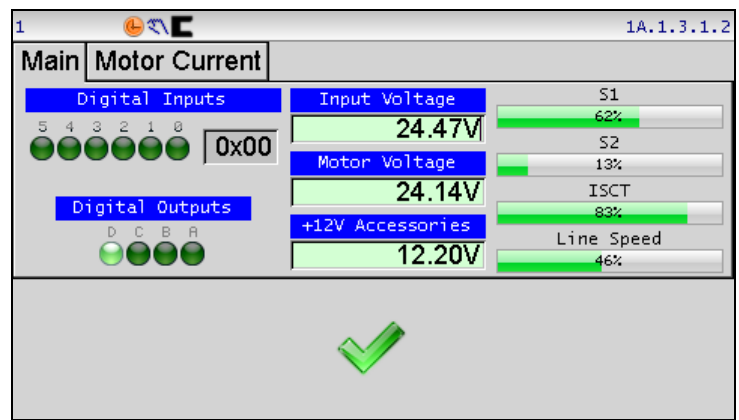 1 1A.1.3.1.2
Main Motor Current
Digital Inputs
5 4 3 2 1 0
0x00
Digital Outputs
D C B A
Input Voltage
24.47V
Motor Voltage
24.14V
+12V Accessories
12.20V
S1
62%
S2
13%
ISCT
83%
Line Speed
46%